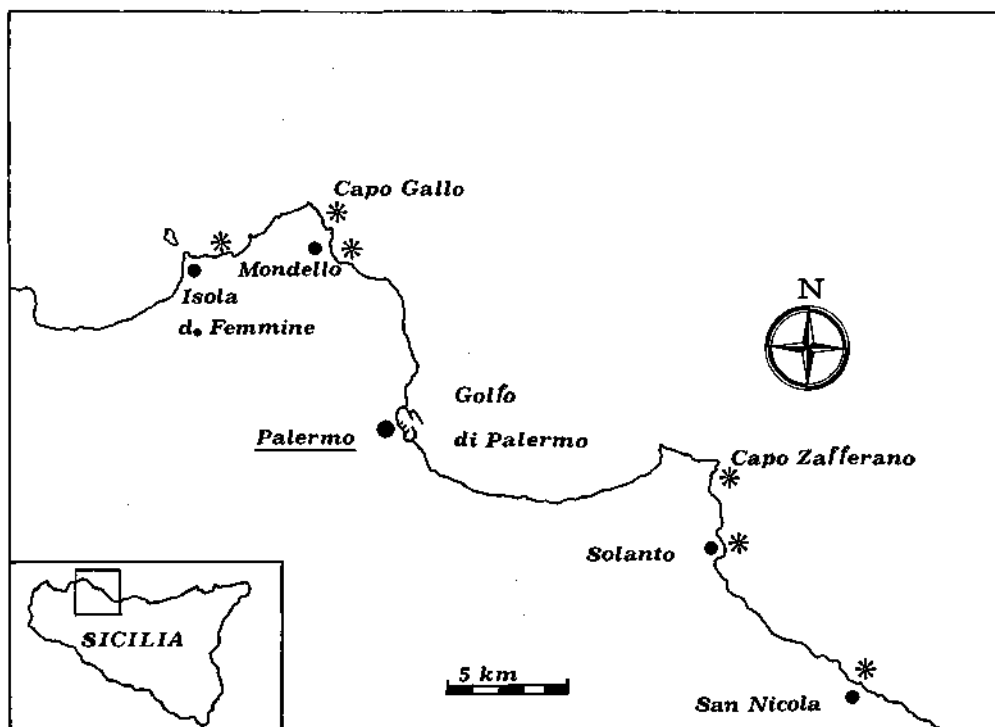 Capo Gallo
Mondello
Isola
d. Femmine
N
Golfo
di Palermo
Palermo
Capo Zafferano
Solanto
SICILIA
5 km
San Nicola